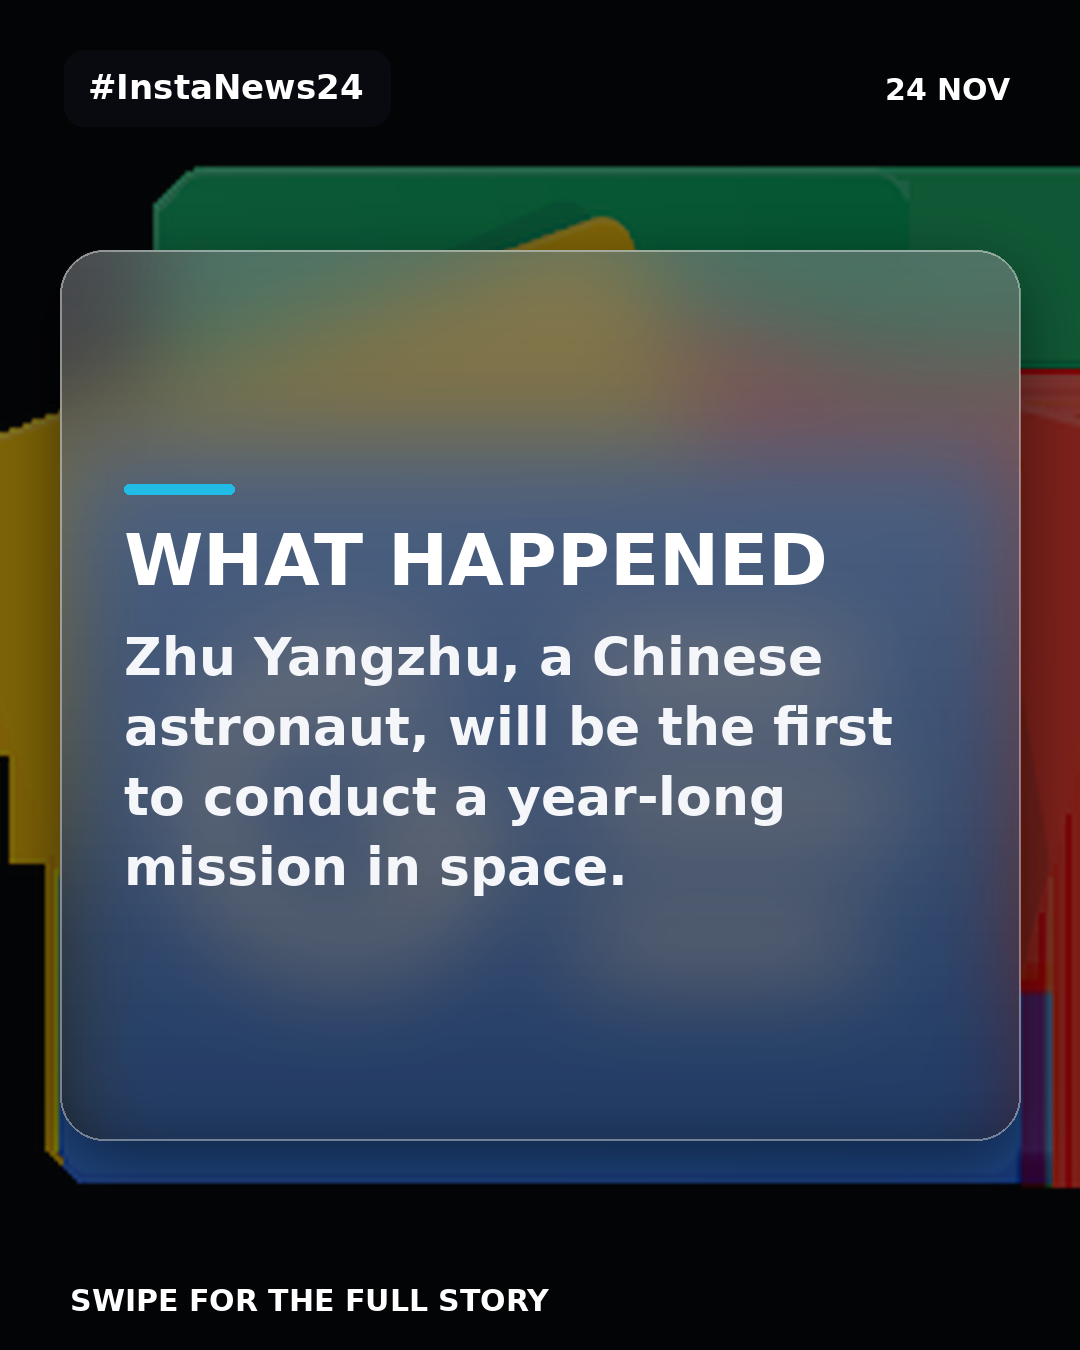 #InstaNews24
24 NOV
WHAT HAPPENED
Zhu Yangzhu, a Chinese
astronaut, will be the first
to conduct a year-long
mission in space.
SWIPE FOR THE FULL STORY